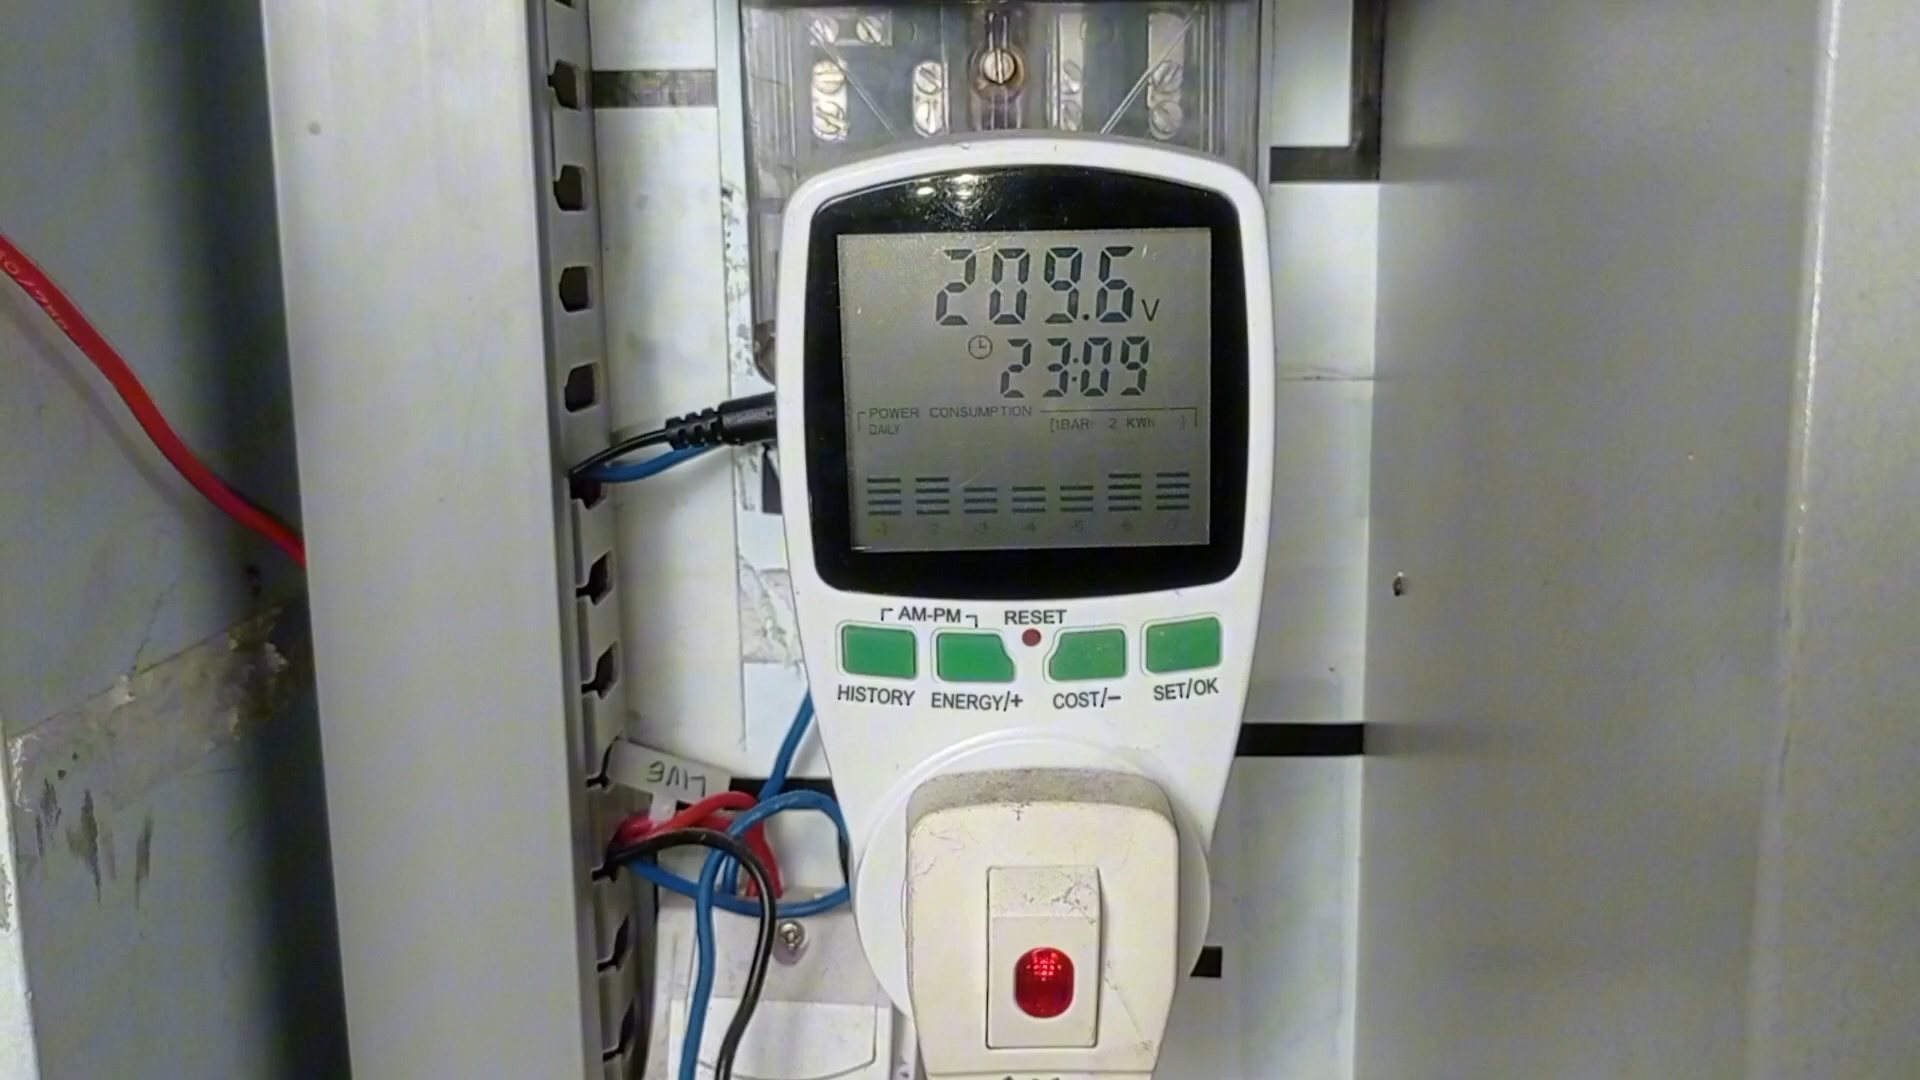 209.6 V
23:09
POWER CONSUMPTION
DAILY [1BAR 2 KWh ]
-1 -2 -3 -4 -5 -6 -7
AM-PM RESET
HISTORY ENERGY/+ COST/− SET/OK
LIVE